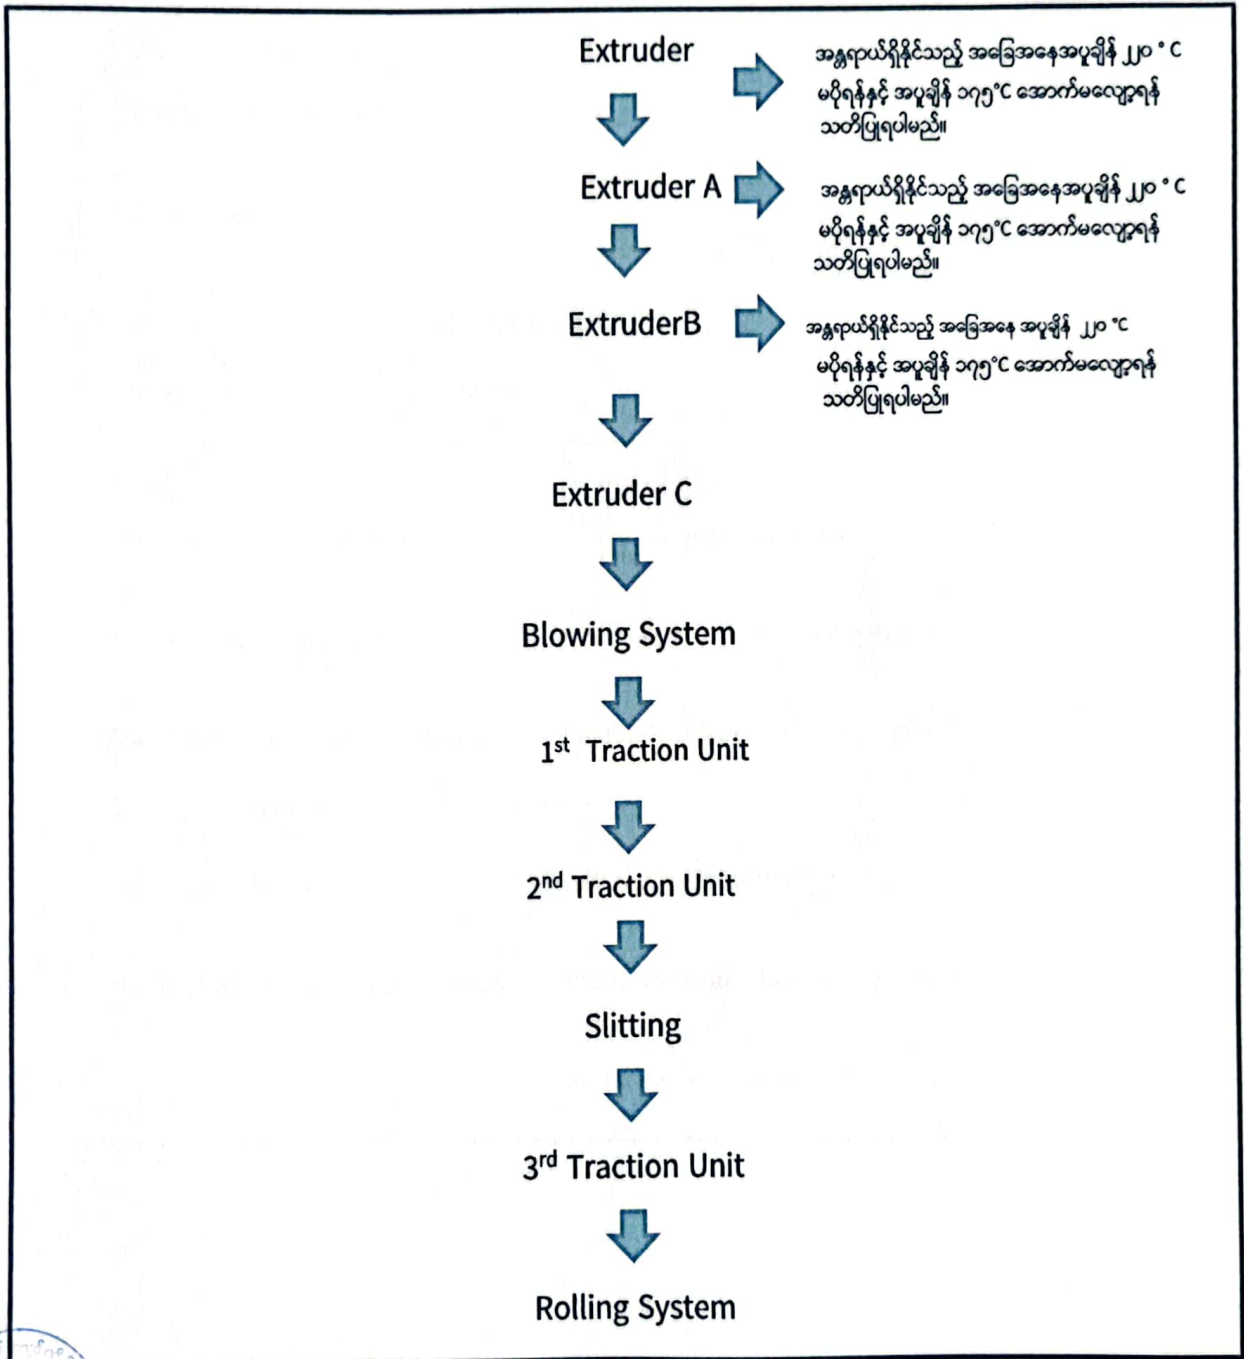 Extruder
အန္တရာယ်ရှိနိုင်သည့် အခြေအနေအပူချိန် ၂၂၀ ° C
မပိုရန်နှင့် အပူချိန် ၁၇၅°C အောက်မလျော့ရန်
သတိပြုရပါမည်။
Extruder A
အန္တရာယ်ရှိနိုင်သည့် အခြေအနေအပူချိန် ၂၂၀ ° C
မပိုရန်နှင့် အပူချိန် ၁၇၅°C အောက်မလျော့ရန်
သတိပြုရပါမည်။
ExtruderB
အန္တရာယ်ရှိနိုင်သည့် အခြေအနေ အပူချိန် ၂၂၀ °C
မပိုရန်နှင့် အပူချိန် ၁၇၅°C အောက်မလျော့ရန်
သတိပြုရပါမည်။
Extruder C
Blowing System
1st Traction Unit
2nd Traction Unit
Slitting
3rd Traction Unit
Rolling System